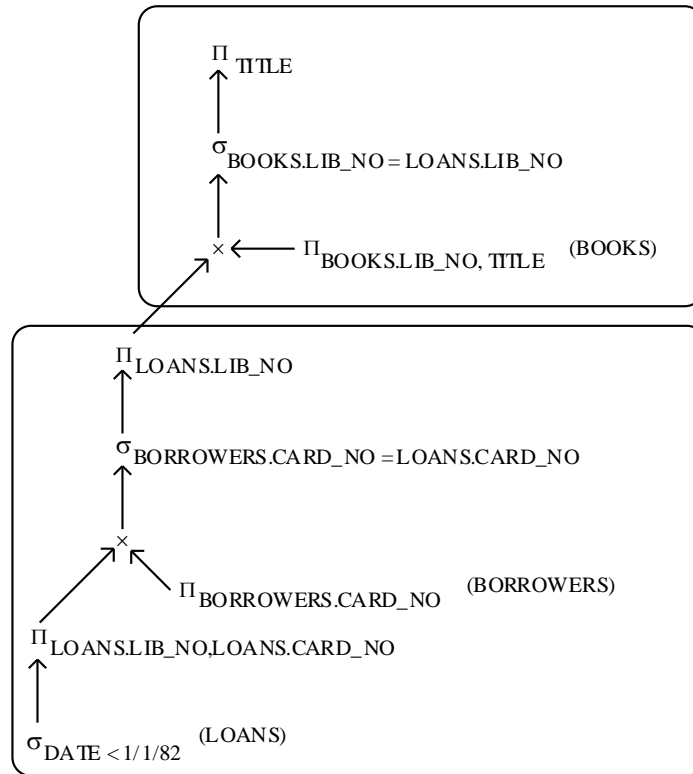 Π TITLE
σ BOOKS.LIB_NO = LOANS.LIB_NO
× Π BOOKS.LIB_NO, TITLE (BOOKS)
Π LOANS.LIB_NO
σ BORROWERS.CARD_NO = LOANS.CARD_NO
×
Π BORROWERS.CARD_NO (BORROWERS)
Π LOANS.LIB_NO,LOANS.CARD_NO
σ DATE < 1/1/82 (LOANS)